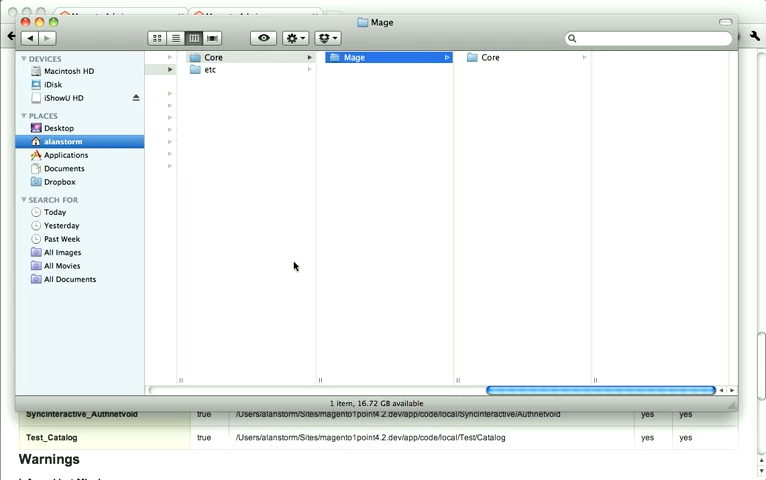 Mage
DEVICES
Macintosh HD
iDisk
iShowU HD
PLACES
Desktop
alanstorm
Applications
Documents
Dropbox
SEARCH FOR
Today
Yesterday
Past Week
All Images
All Movies
All Documents
Core
etc
Mage
Core
1 item, 16.72 GB available
SyncInteractive_Authnetvoid true /Users/alanstorm/Sites/magento1point4.2.dev/app/code/local/SyncInteractive/Authnetvoid yes yes
Test_Catalog true /Users/alanstorm/Sites/magento1point4.2.dev/app/code/local/Test/Catalog yes yes
Warnings